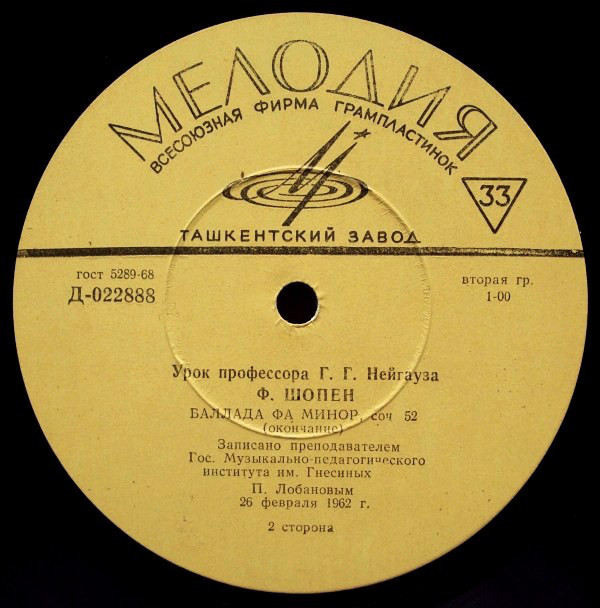 МЕЛОДИЯ
ВСЕСОЮЗНАЯ ФИРМА ГРАМПЛАСТИНОК
33
ТАШКЕНТСКИЙ ЗАВОД
гост 5289-68
Д-022888
вторая гр.
1-00
Урок профессора Г. Г. Нейгауза
Ф. ШОПЕН
БАЛЛАДА ФА МИНОР, соч 52
(окончание)
Записано преподавателем
Гос. Музыкально-педагогического
института им. Гнесиных
П. Лобановым
26 февраля 1962 г.
2 сторона